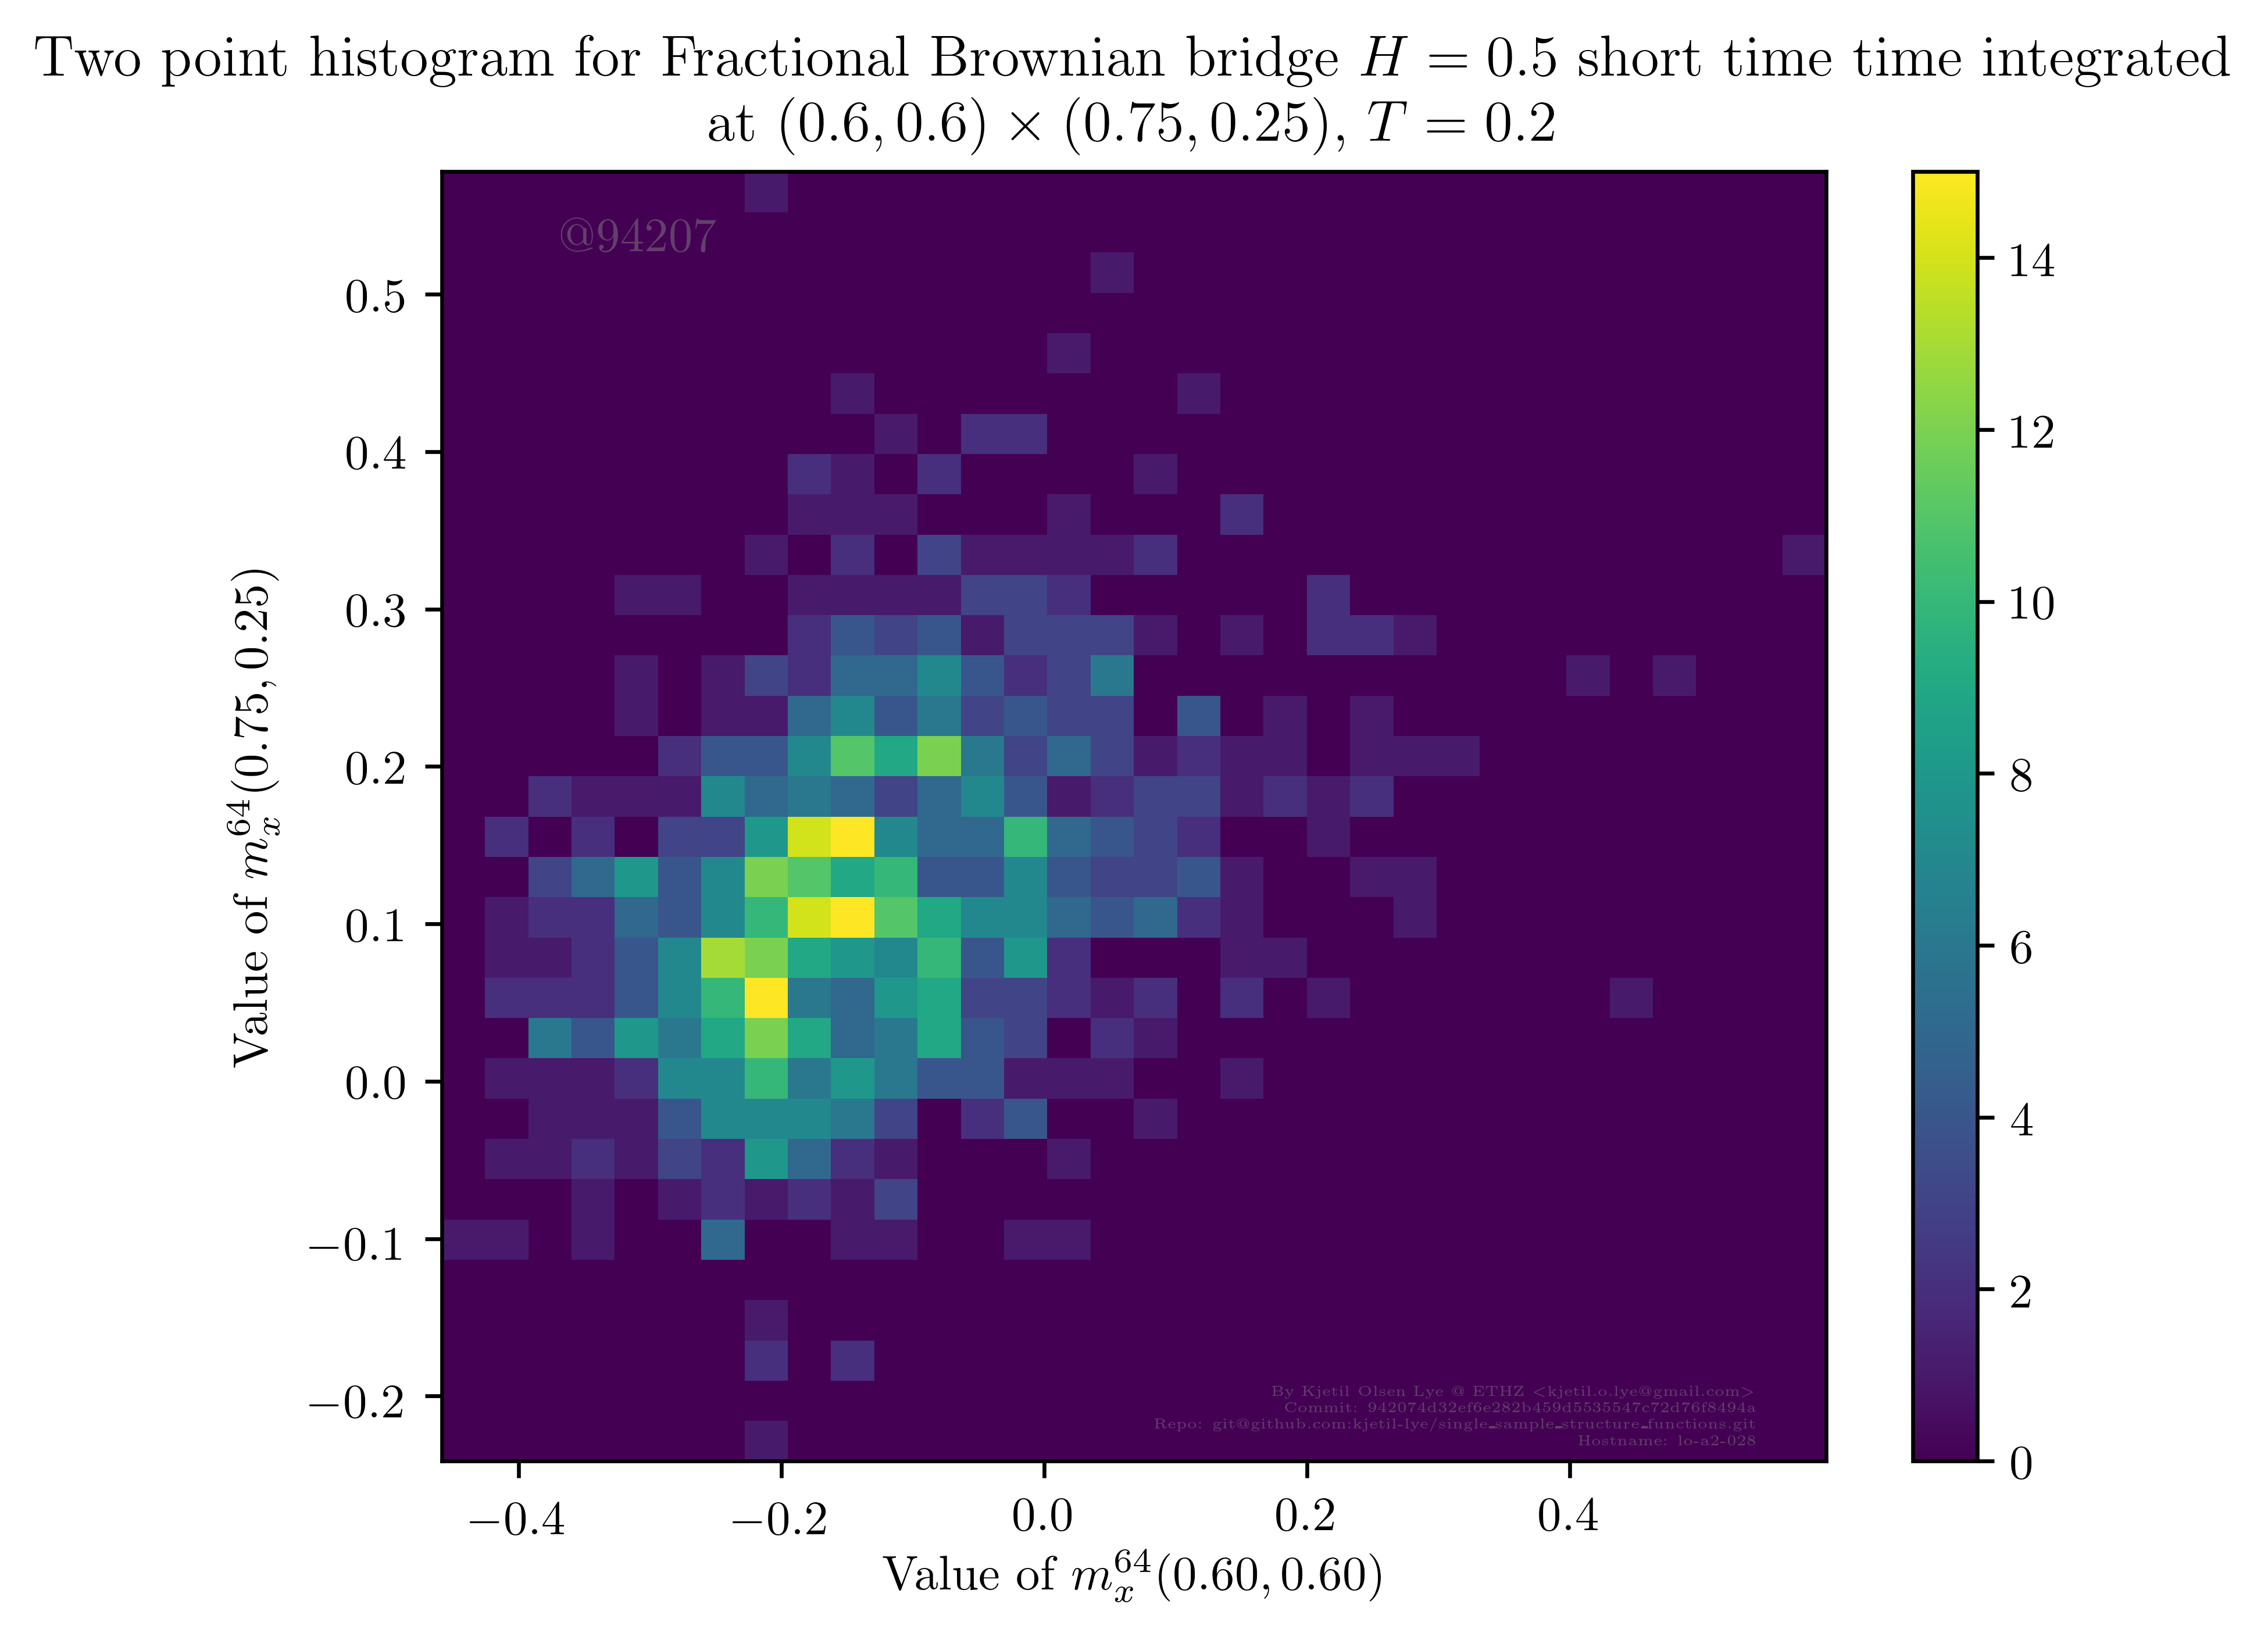 Two point histogram for Fractional Brownian bridge H = 0.5 short time time integrated
at (0.6, 0.6) × (0.75, 0.25), T = 0.2
@94207
0.5
0.4
0.3
0.2
0.1
0.0
−0.1
−0.2
Value of m_x^64(0.75, 0.25)
−0.4
−0.2
0.0
0.2
0.4
Value of m_x^64(0.60, 0.60)
14
12
10
8
6
4
2
0
By Kjetil Olsen Lye @ ETHZ <kjetil.o.lye@gmail.com>
Commit: 942074d32ef6e282b459d5535547c72d76f8494a
Repo: git@github.com:kjetil-lye/single_sample_structure_functions.git
Hostname: lo-a2-028